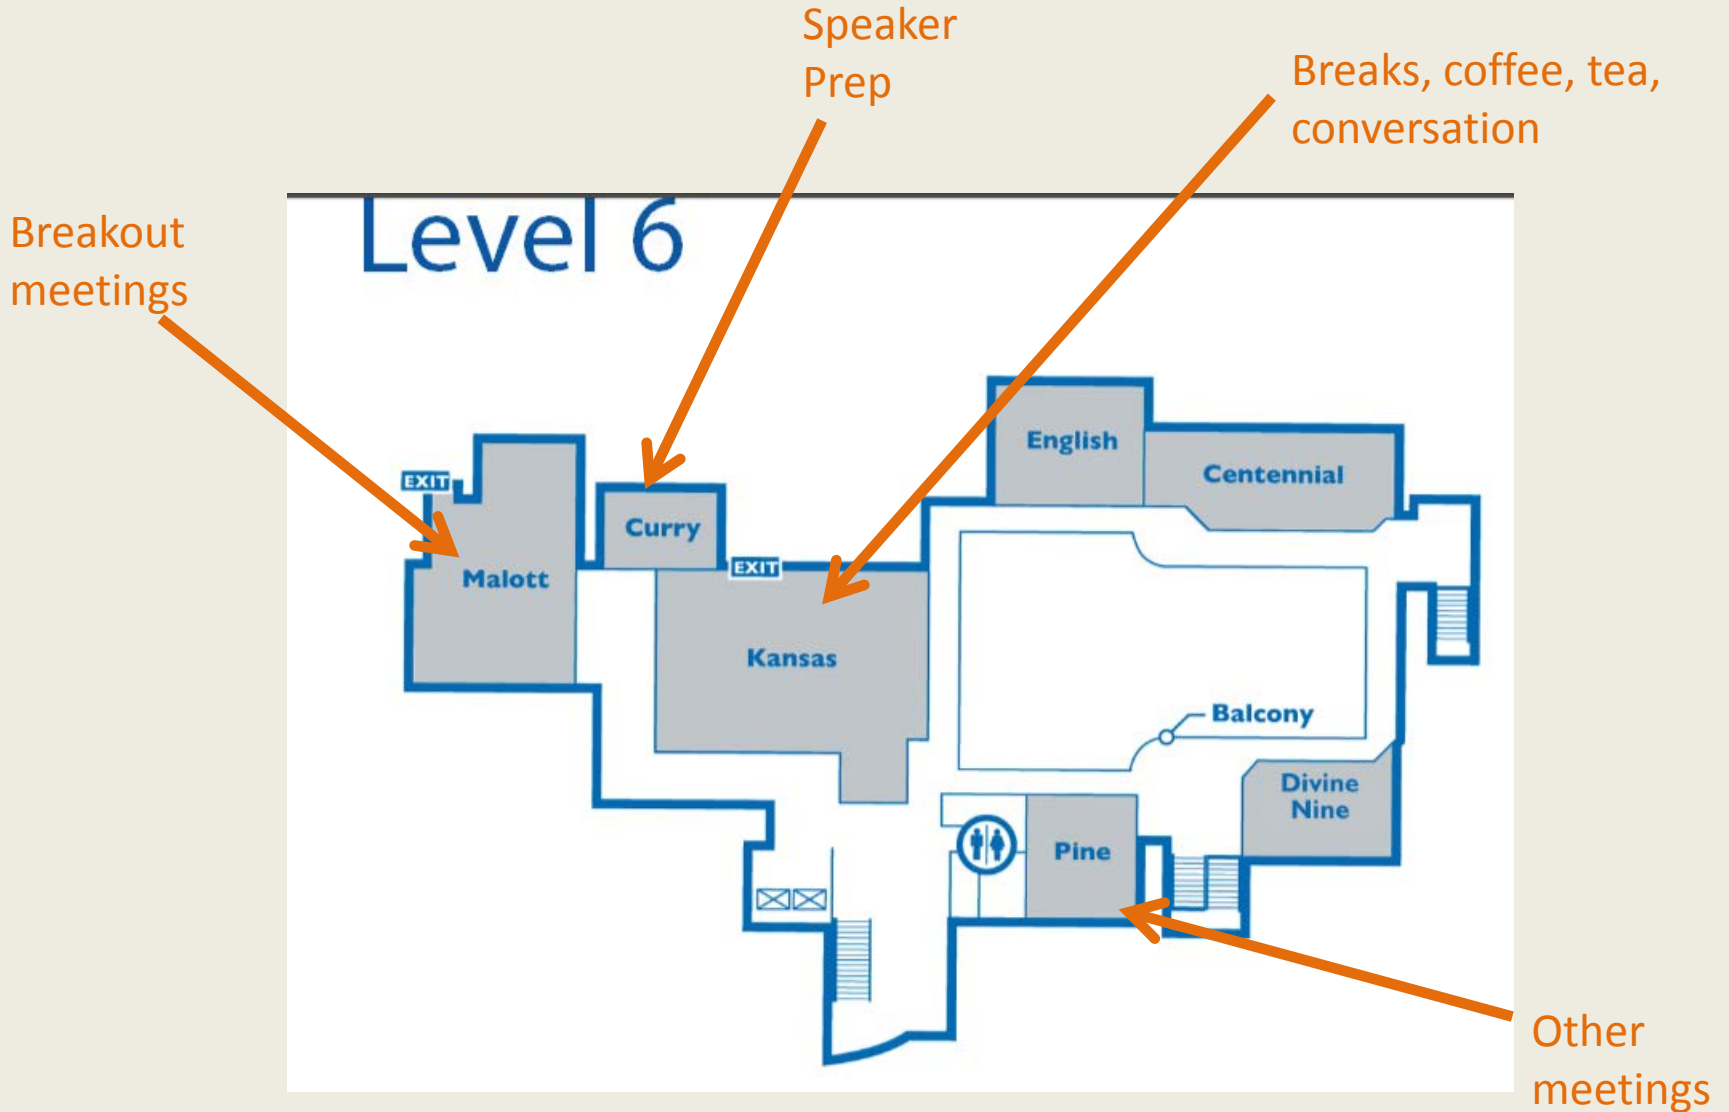 Speaker
Prep
Breaks, coffee, tea,
conversation
Breakout
meetings
Level 6
English
Centennial
EXIT
Curry
EXIT
Malott
Kansas
Balcony
Divine
Nine
Pine
Other
meetings